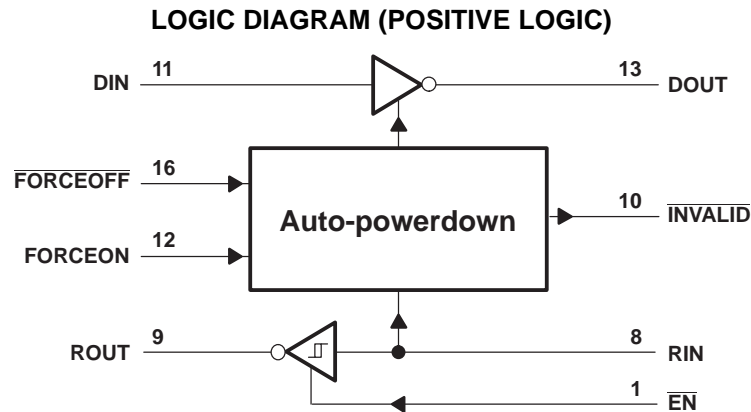 LOGIC DIAGRAM (POSITIVE LOGIC)
DIN 11 13 DOUT
FORCEOFF 16
Auto-powerdown
10 INVALID
FORCEON 12
ROUT 9 8 RIN
1 EN